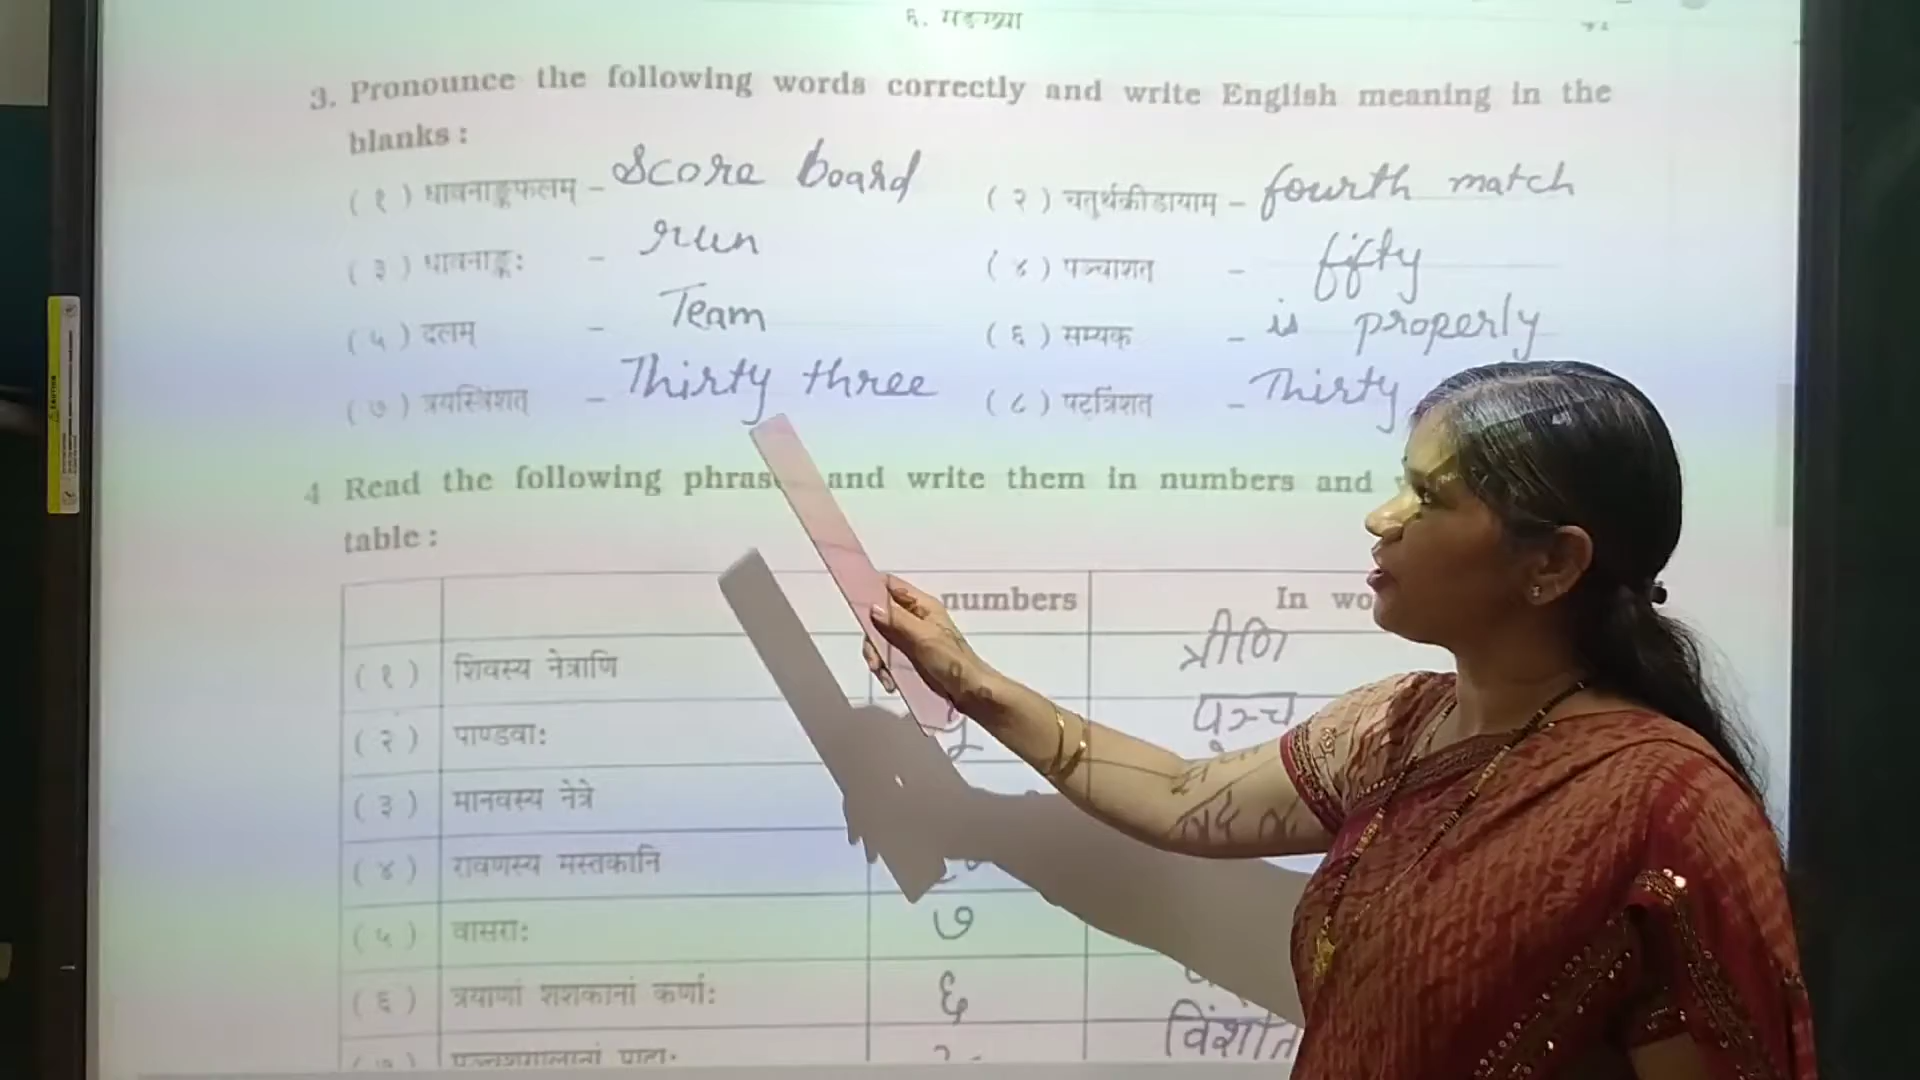 ६. सङ्ख्या
3. Pronounce the following words correctly and write English meaning in the
blanks :
( १ ) धावनाङ्कफलम् – Score board ( २ ) चतुर्थक्रीडायाम् – fourth match
( ३ ) धावनाङ्कः – run ( ४ ) पञ्चाशत् – fifty
( ५ ) दलम् – Team ( ६ ) सम्यक् – is properly
( ७ ) त्रयस्त्रिंशत् – Thirty three ( ८ ) षट्त्रिंशत् – Thirty
4 Read the following and write them in numbers and
table :
numbers In
( १ ) शिवस्य नेत्राणि त्रीणि
( २ ) पाण्डवाः ५ पञ्च
( ३ ) मानवस्य नेत्रे
( ४ ) रावणस्य मस्तकानि
( ५ ) वासराः ७
( ६ ) त्रयाणां शशकानां कर्णाः ६
विंशति